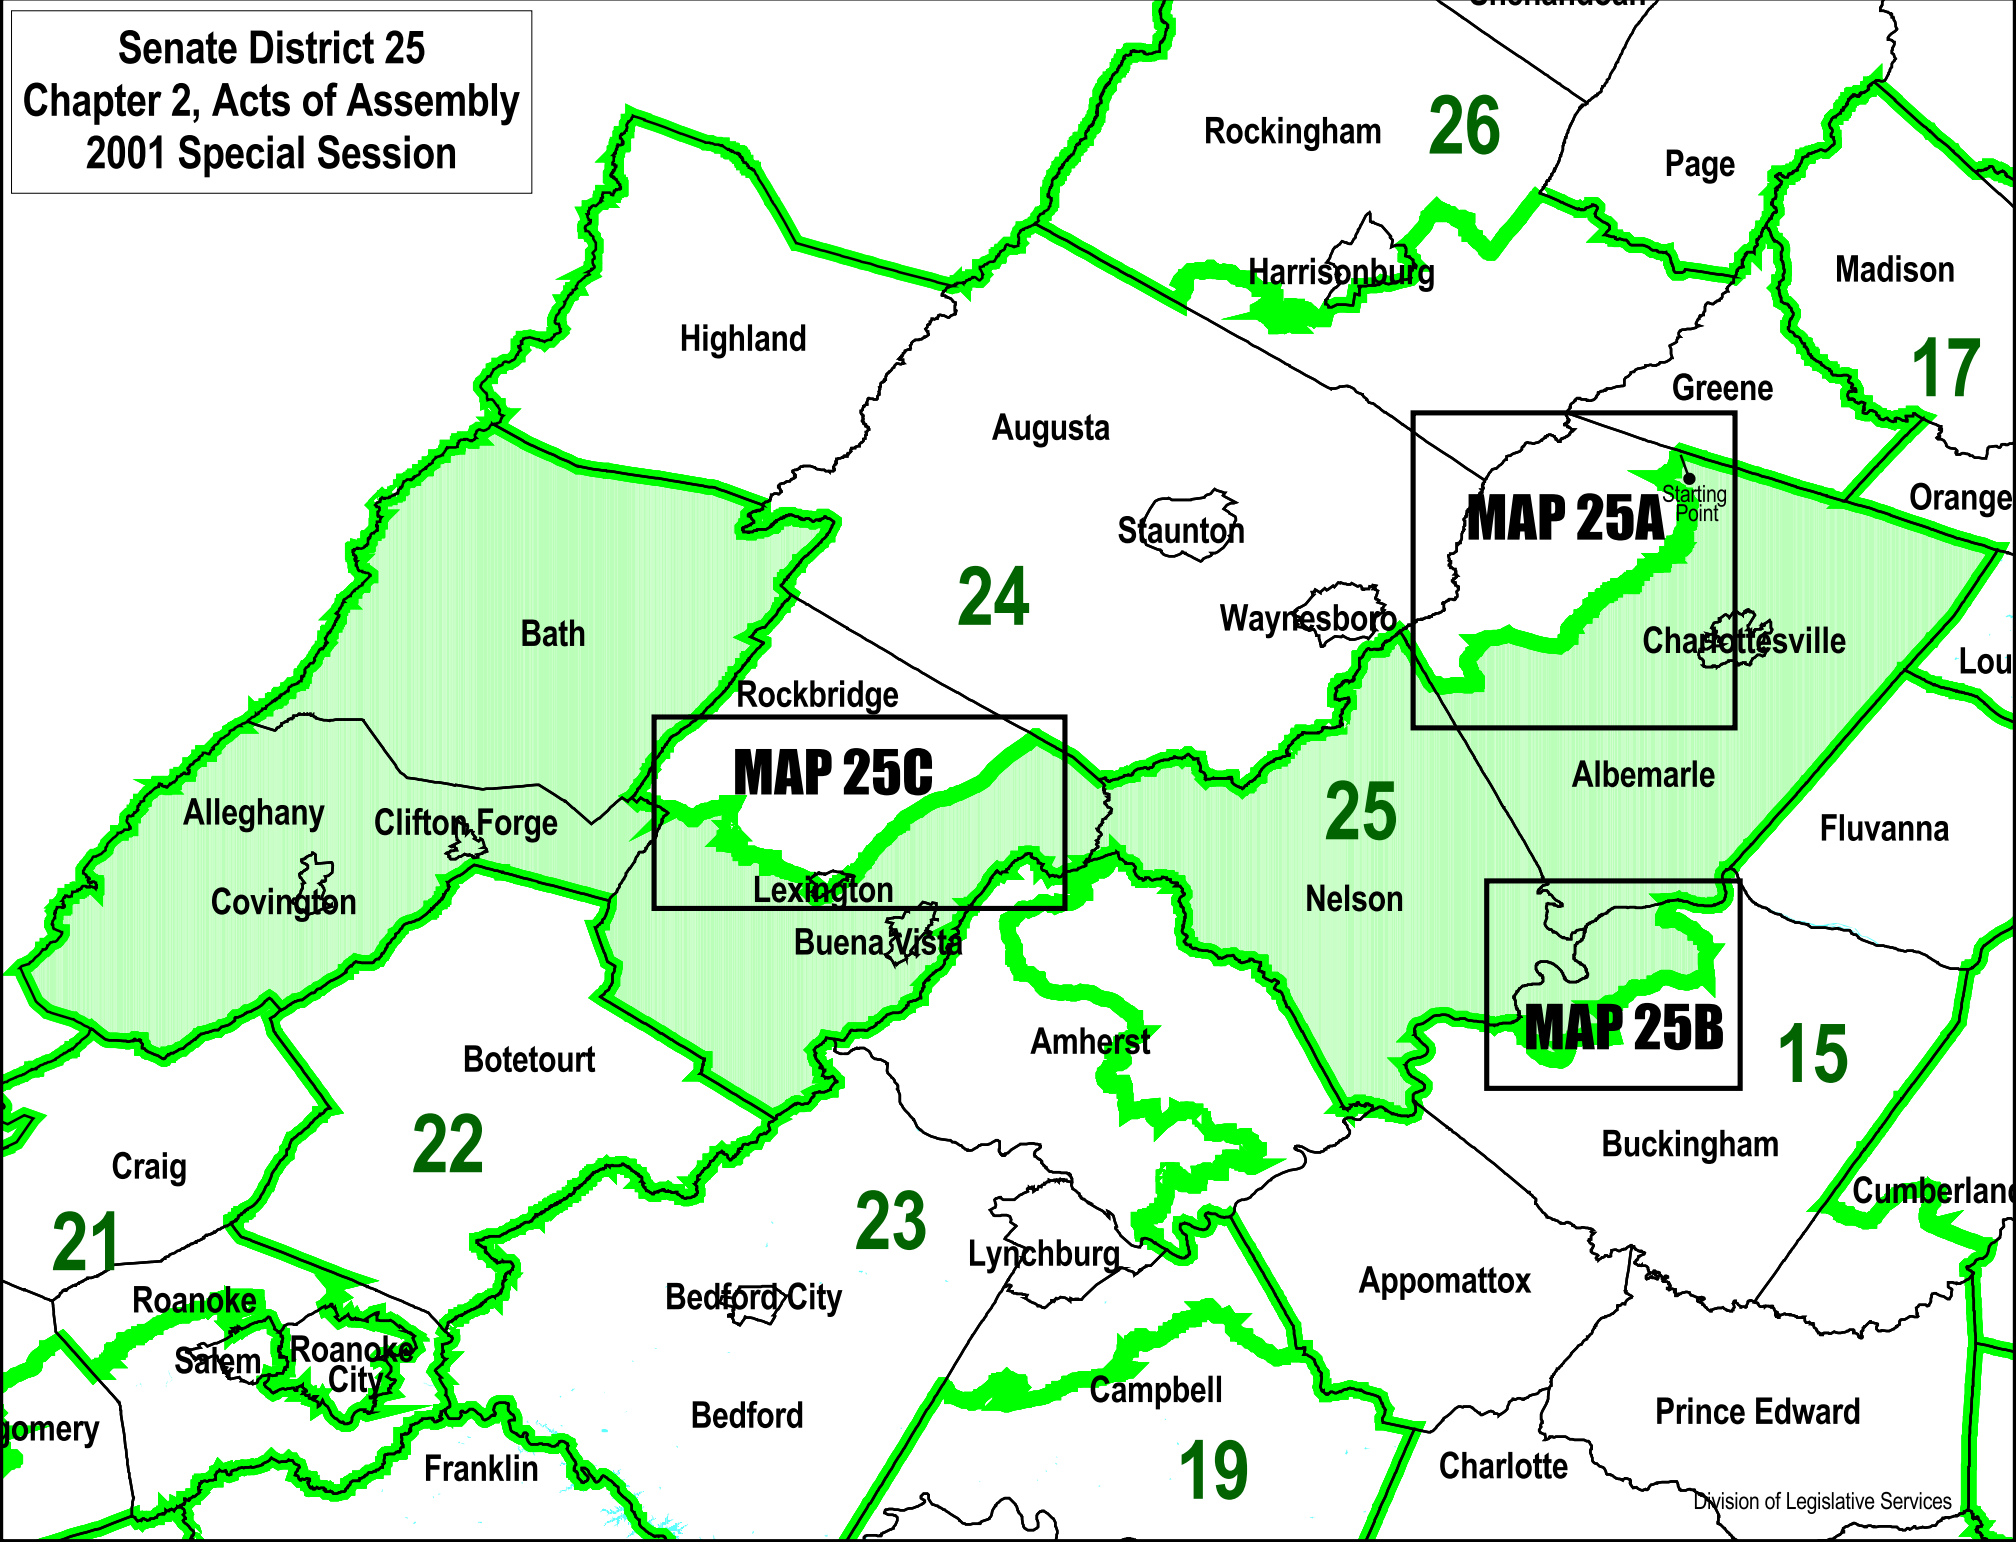 Senate District 25
Chapter 2, Acts of Assembly
2001 Special Session
Rockingham
26
Page
Harrisonburg
Madison
Highland
17
Greene
Augusta
Orange
MAP 25A
Starting
Point
Staunton
24
Waynesboro
Bath
Charlottesville
Rockbridge
MAP 25C
Albemarle
Alleghany
Clifton Forge
25
Fluvanna
Covington
Lexington
Nelson
Buena Vista
MAP 25B
Amherst
15
Botetourt
22
Buckingham
Craig
Cumberland
21
23
Lynchburg
Bedford City
Appomattox
Roanoke
Salem
Roanoke
City
Campbell
Prince Edward
Bedford
gomery
Franklin
19
Charlotte
Division of Legislative Services